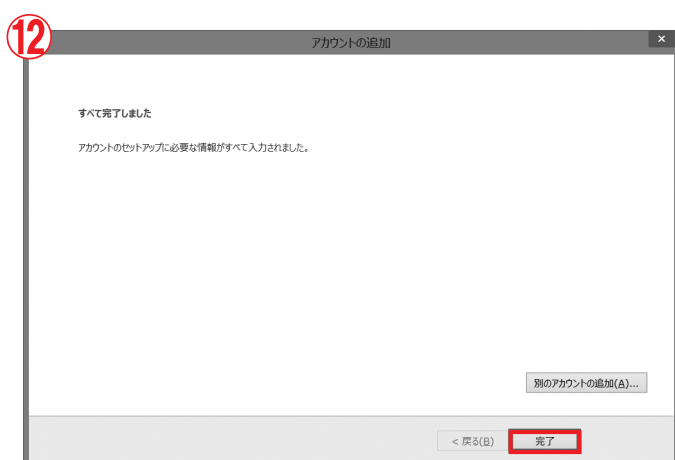 ⑫
アカウントの追加
×
すべて完了しました
アカウントのセットアップに必要な情報がすべて入力されました。
別のアカウントの追加(A)...
< 戻る(B)
完了